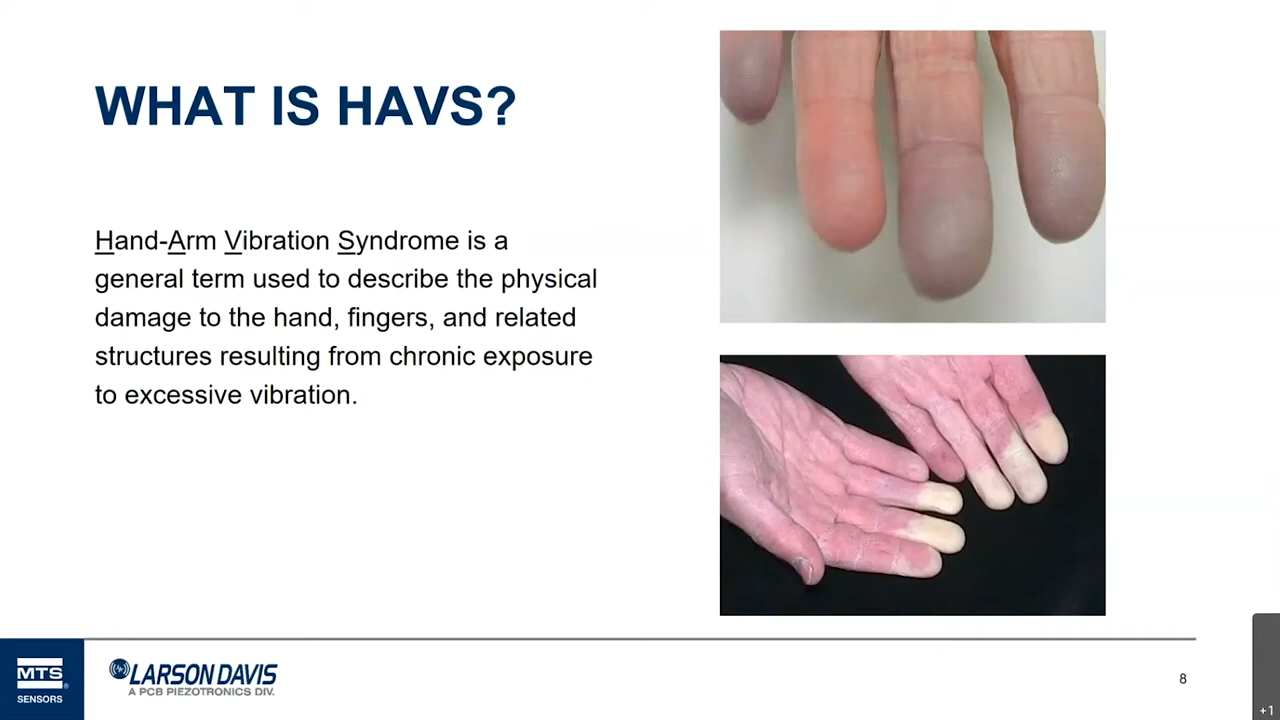 WHAT IS HAVS?
Hand-Arm Vibration Syndrome is a
general term used to describe the physical
damage to the hand, fingers, and related
structures resulting from chronic exposure
to excessive vibration.
MTS
SENSORS
LARSON DAVIS
A PCB PIEZOTRONICS DIV.
8
+1